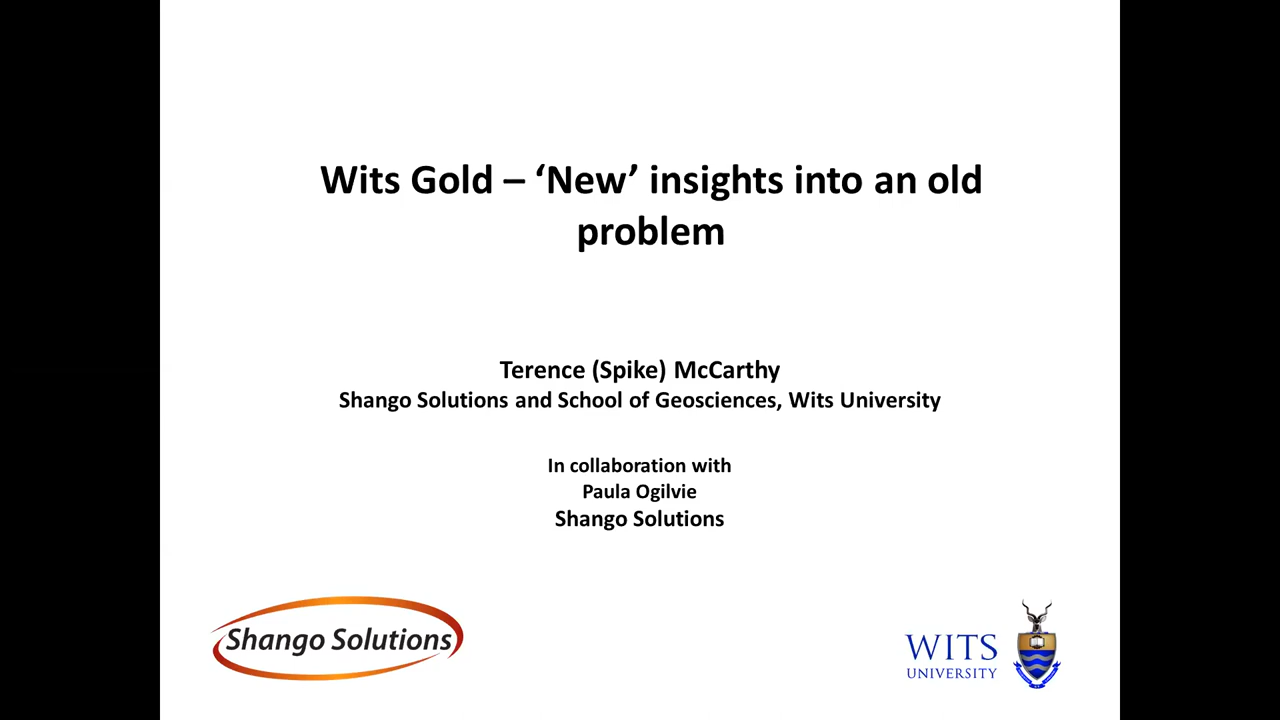 Wits Gold – ‘New’ insights into an old
problem
Terence (Spike) McCarthy
Shango Solutions and School of Geosciences, Wits University
In collaboration with
Paula Ogilvie
Shango Solutions
Shango Solutions
WITS
UNIVERSITY